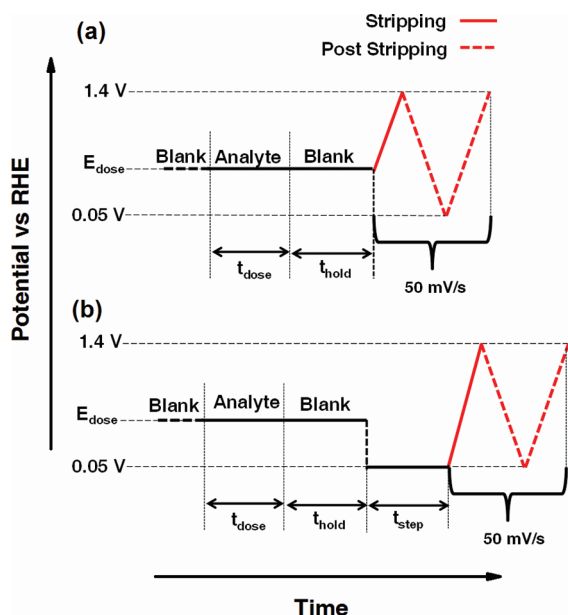 (a)
Stripping
Post Stripping
1.4 V
Blank Analyte Blank
E_dose
0.05 V
t_dose t_hold
50 mV/s
(b)
1.4 V
Blank Analyte Blank
E_dose
0.05 V
t_dose t_hold t_step
50 mV/s
Potential vs RHE
Time